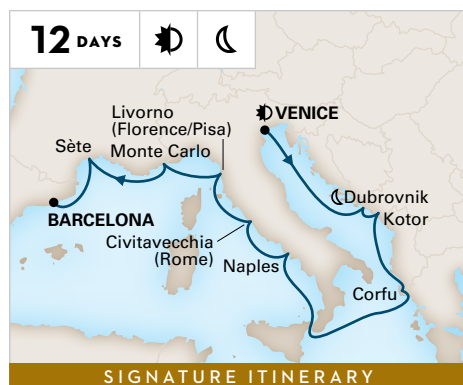 12 DAYS
Livorno
(Florence/Pisa)
VENICE
Sète
Monte Carlo
Dubrovnik
Kotor
BARCELONA
Civitavecchia
(Rome)
Naples
Corfu
SIGNATURE ITINERARY